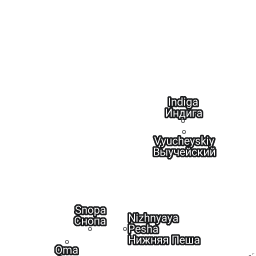 Indiga
Индига
Vyucheyskiy
Выучейский
Snopa
Снопа
Nizhnyaya
Pesha
Нижняя Пеша
Oma